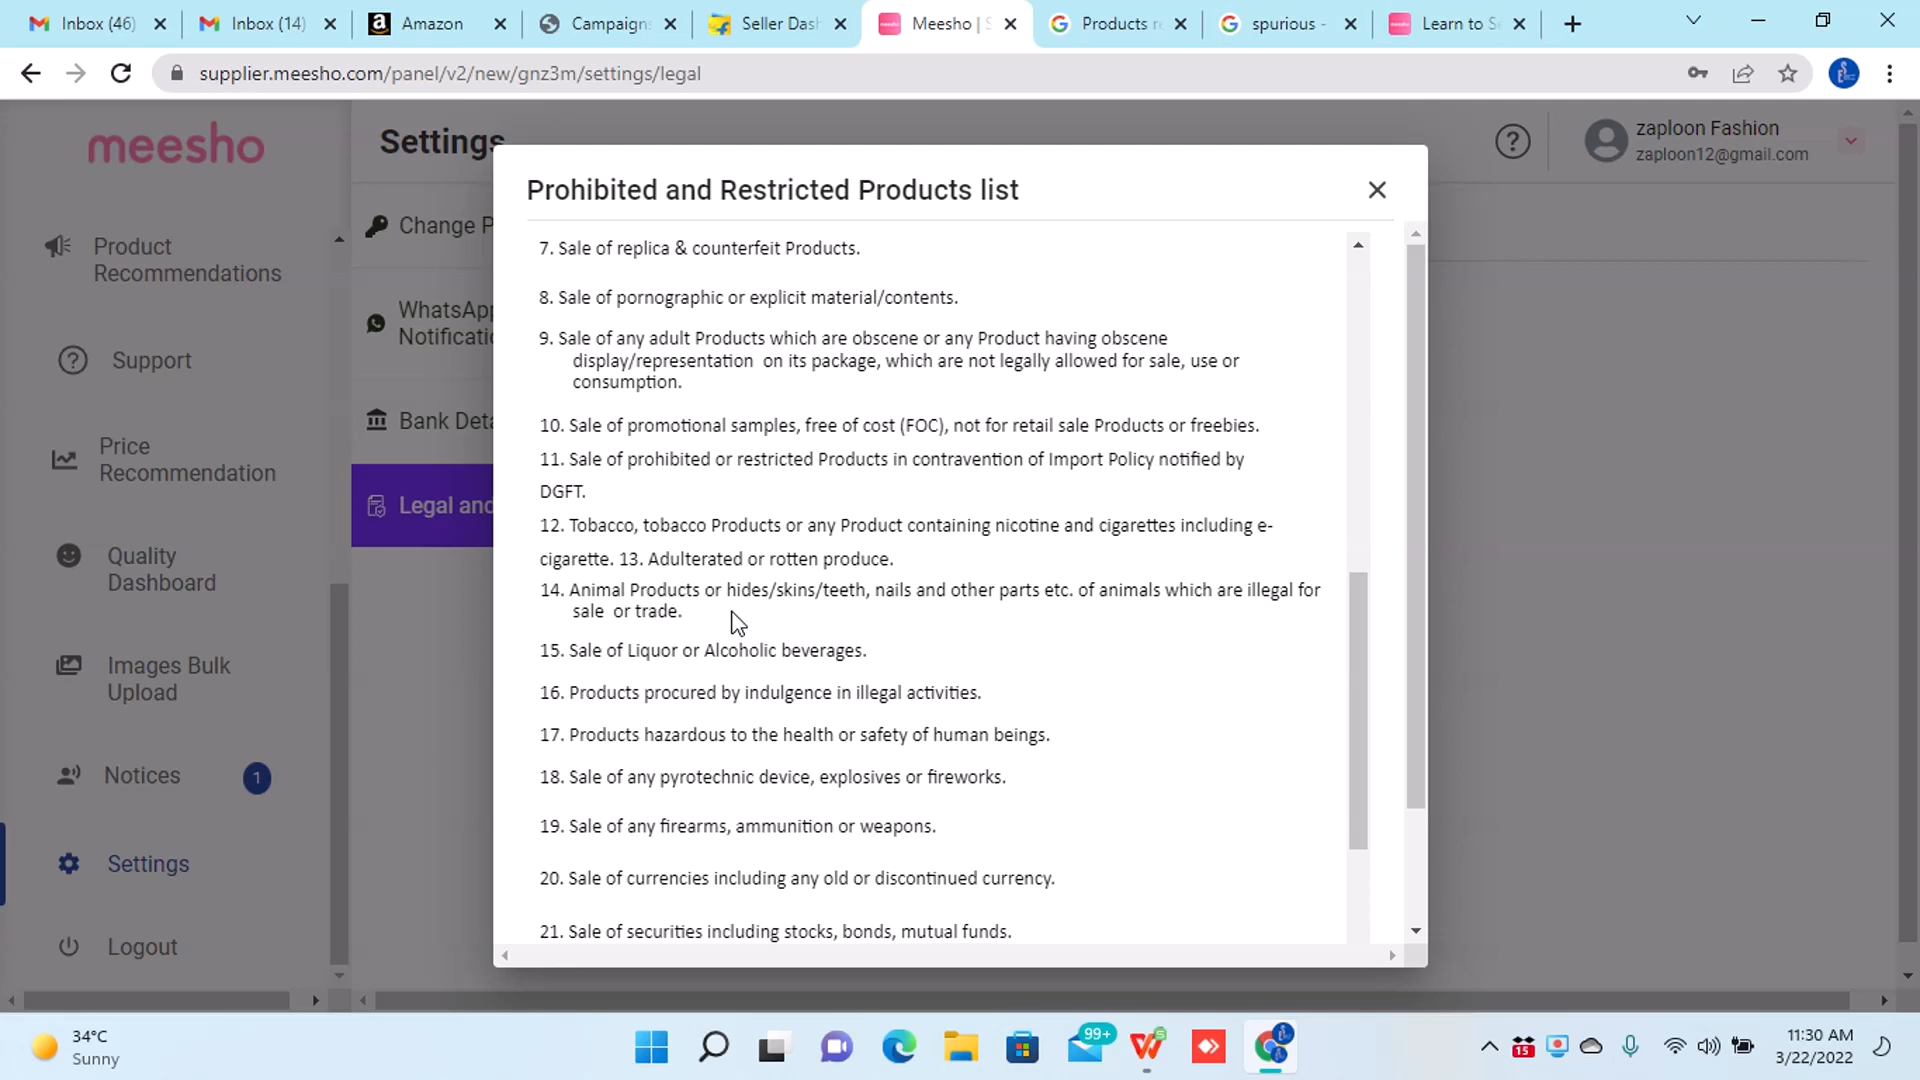 Inbox (46)
Inbox (14)
Amazon
Campaign
Seller Das
Meesho | S
Products r
spurious -
Learn to Se
supplier.meesho.com/panel/v2/new/gnz3m/settings/legal
meesho
Settings
zaploon Fashion
zaploon12@gmail.com
Product
Recommendations
Support
Price
Recommendation
Quality
Dashboard
Images Bulk
Upload
Notices 1
Settings
Logout
Change P
WhatsApp
Notificatio
Bank Deta
Legal and
Prohibited and Restricted Products list
7. Sale of replica & counterfeit Products.
8. Sale of pornographic or explicit material/contents.
9. Sale of any adult Products which are obscene or any Product having obscene
display/representation on its package, which are not legally allowed for sale, use or
consumption.
10. Sale of promotional samples, free of cost (FOC), not for retail sale Products or freebies.
11. Sale of prohibited or restricted Products in contravention of Import Policy notified by
DGFT.
12. Tobacco, tobacco Products or any Product containing nicotine and cigarettes including e-
cigarette. 13. Adulterated or rotten produce.
14. Animal Products or hides/skins/teeth, nails and other parts etc. of animals which are illegal for
sale or trade.
15. Sale of Liquor or Alcoholic beverages.
16. Products procured by indulgence in illegal activities.
17. Products hazardous to the health or safety of human beings.
18. Sale of any pyrotechnic device, explosives or fireworks.
19. Sale of any firearms, ammunition or weapons.
20. Sale of currencies including any old or discontinued currency.
21. Sale of securities including stocks, bonds, mutual funds.
34°C
Sunny
99+
15
11:30 AM
3/22/2022